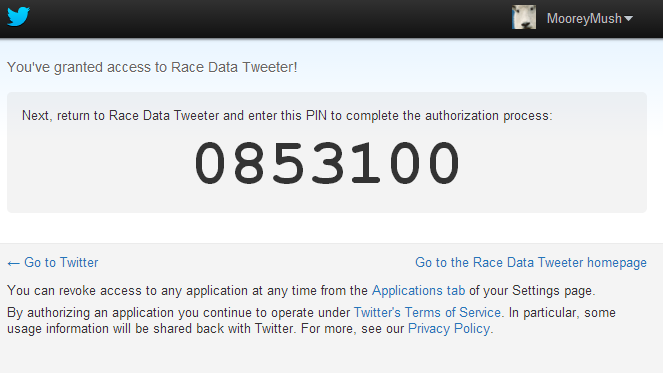 MooreyMush
You've granted access to Race Data Tweeter!
Next, return to Race Data Tweeter and enter this PIN to complete the authorization process:
0853100
← Go to Twitter
Go to the Race Data Tweeter homepage
You can revoke access to any application at any time from the Applications tab of your Settings page.
By authorizing an application you continue to operate under Twitter's Terms of Service. In particular, some
usage information will be shared back with Twitter. For more, see our Privacy Policy.